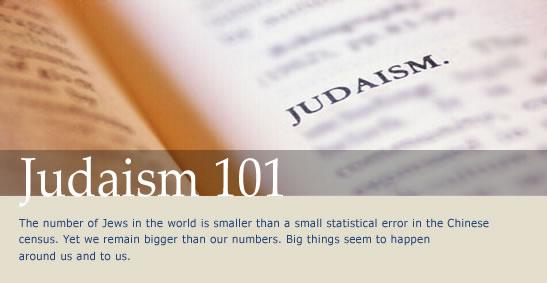 JUDAISM.
Judaism 101
The number of Jews in the world is smaller than a small statistical error in the Chinese
census. Yet we remain bigger than our numbers. Big things seem to happen
around us and to us.